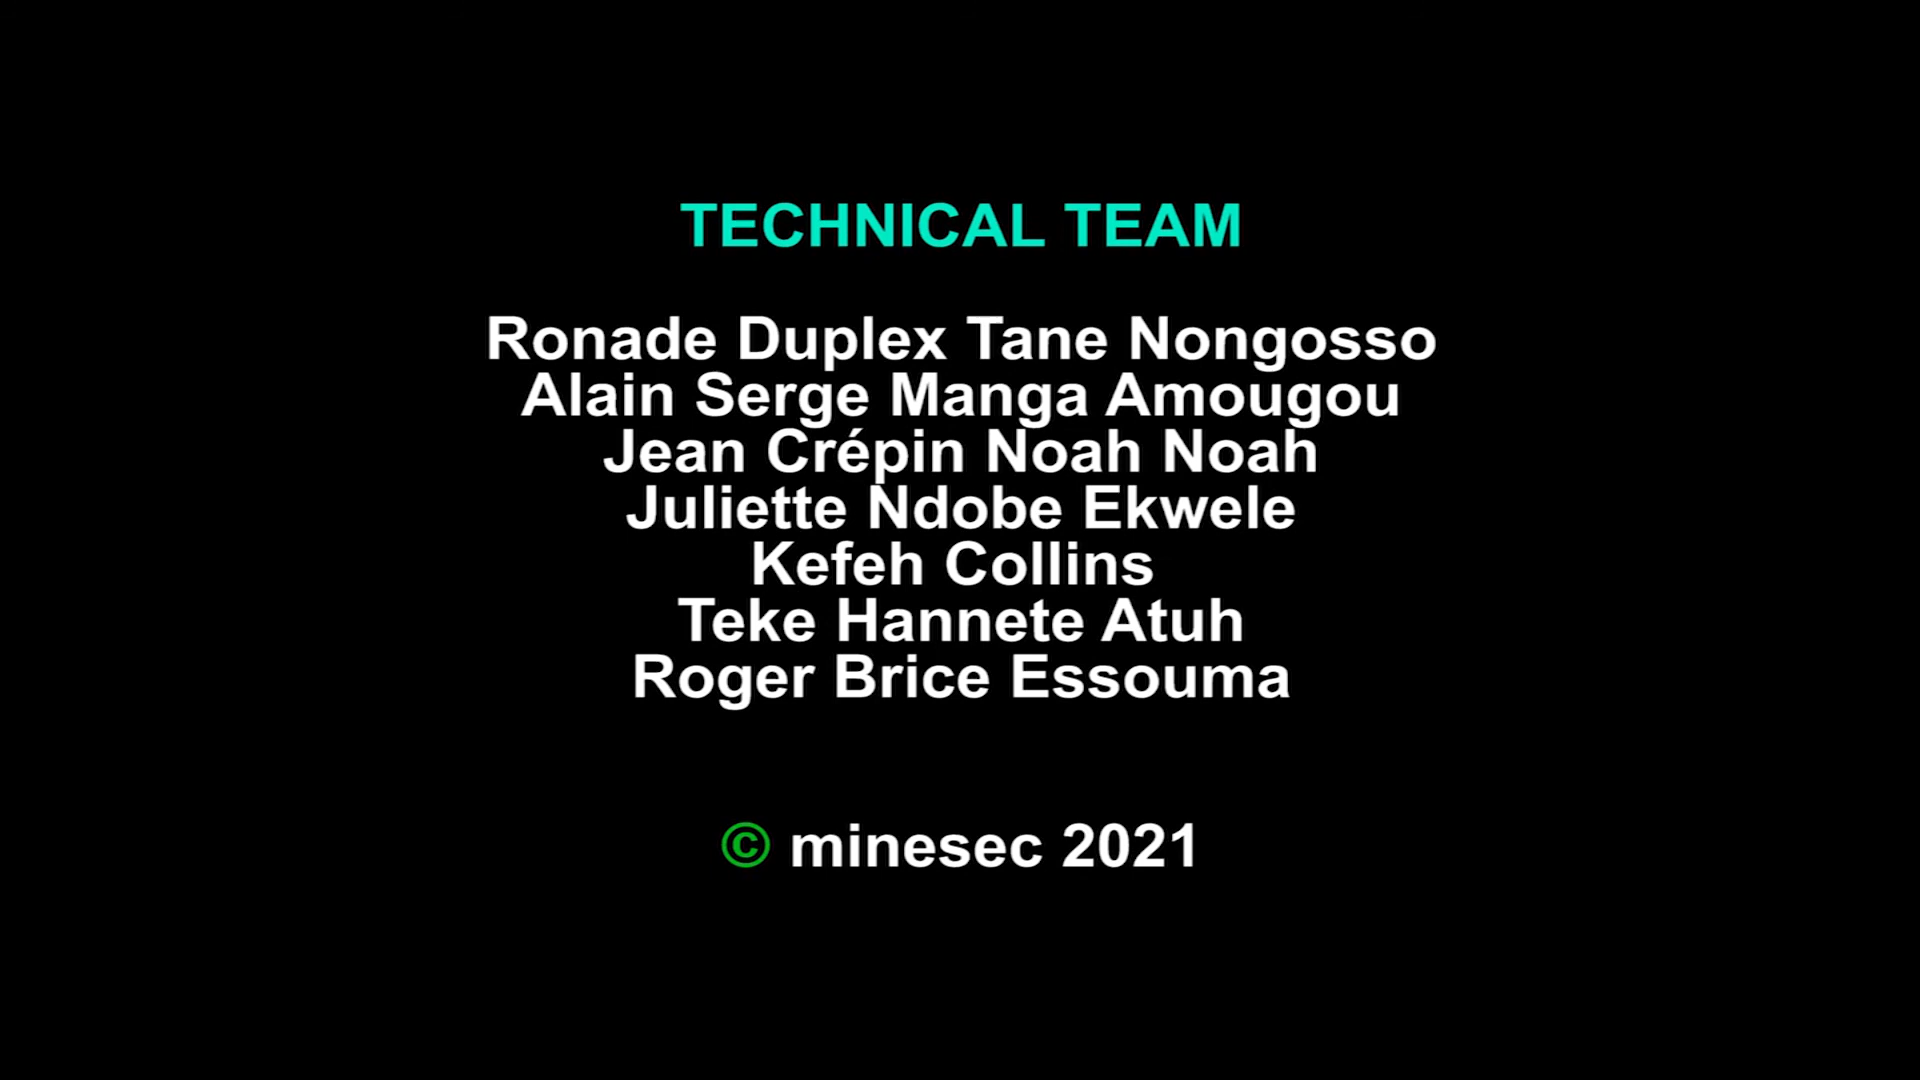 TECHNICAL TEAM
Ronade Duplex Tane Nongosso
Alain Serge Manga Amougou
Jean Crépin Noah Noah
Juliette Ndobe Ekwele
Kefeh Collins
Teke Hannete Atuh
Roger Brice Essouma
© minesec 2021